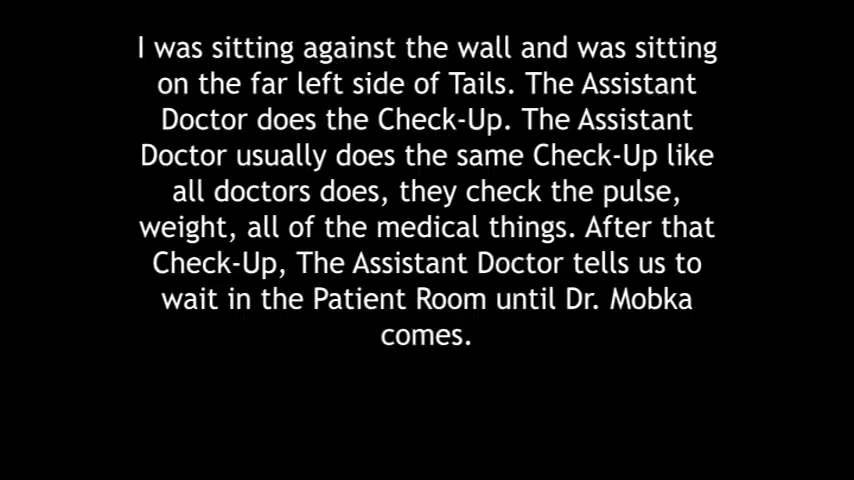 I was sitting against the wall and was sitting
on the far left side of Tails. The Assistant
Doctor does the Check-Up. The Assistant
Doctor usually does the same Check-Up like
all doctors does, they check the pulse,
weight, all of the medical things. After that
Check-Up, The Assistant Doctor tells us to
wait in the Patient Room until Dr. Mobka
comes.